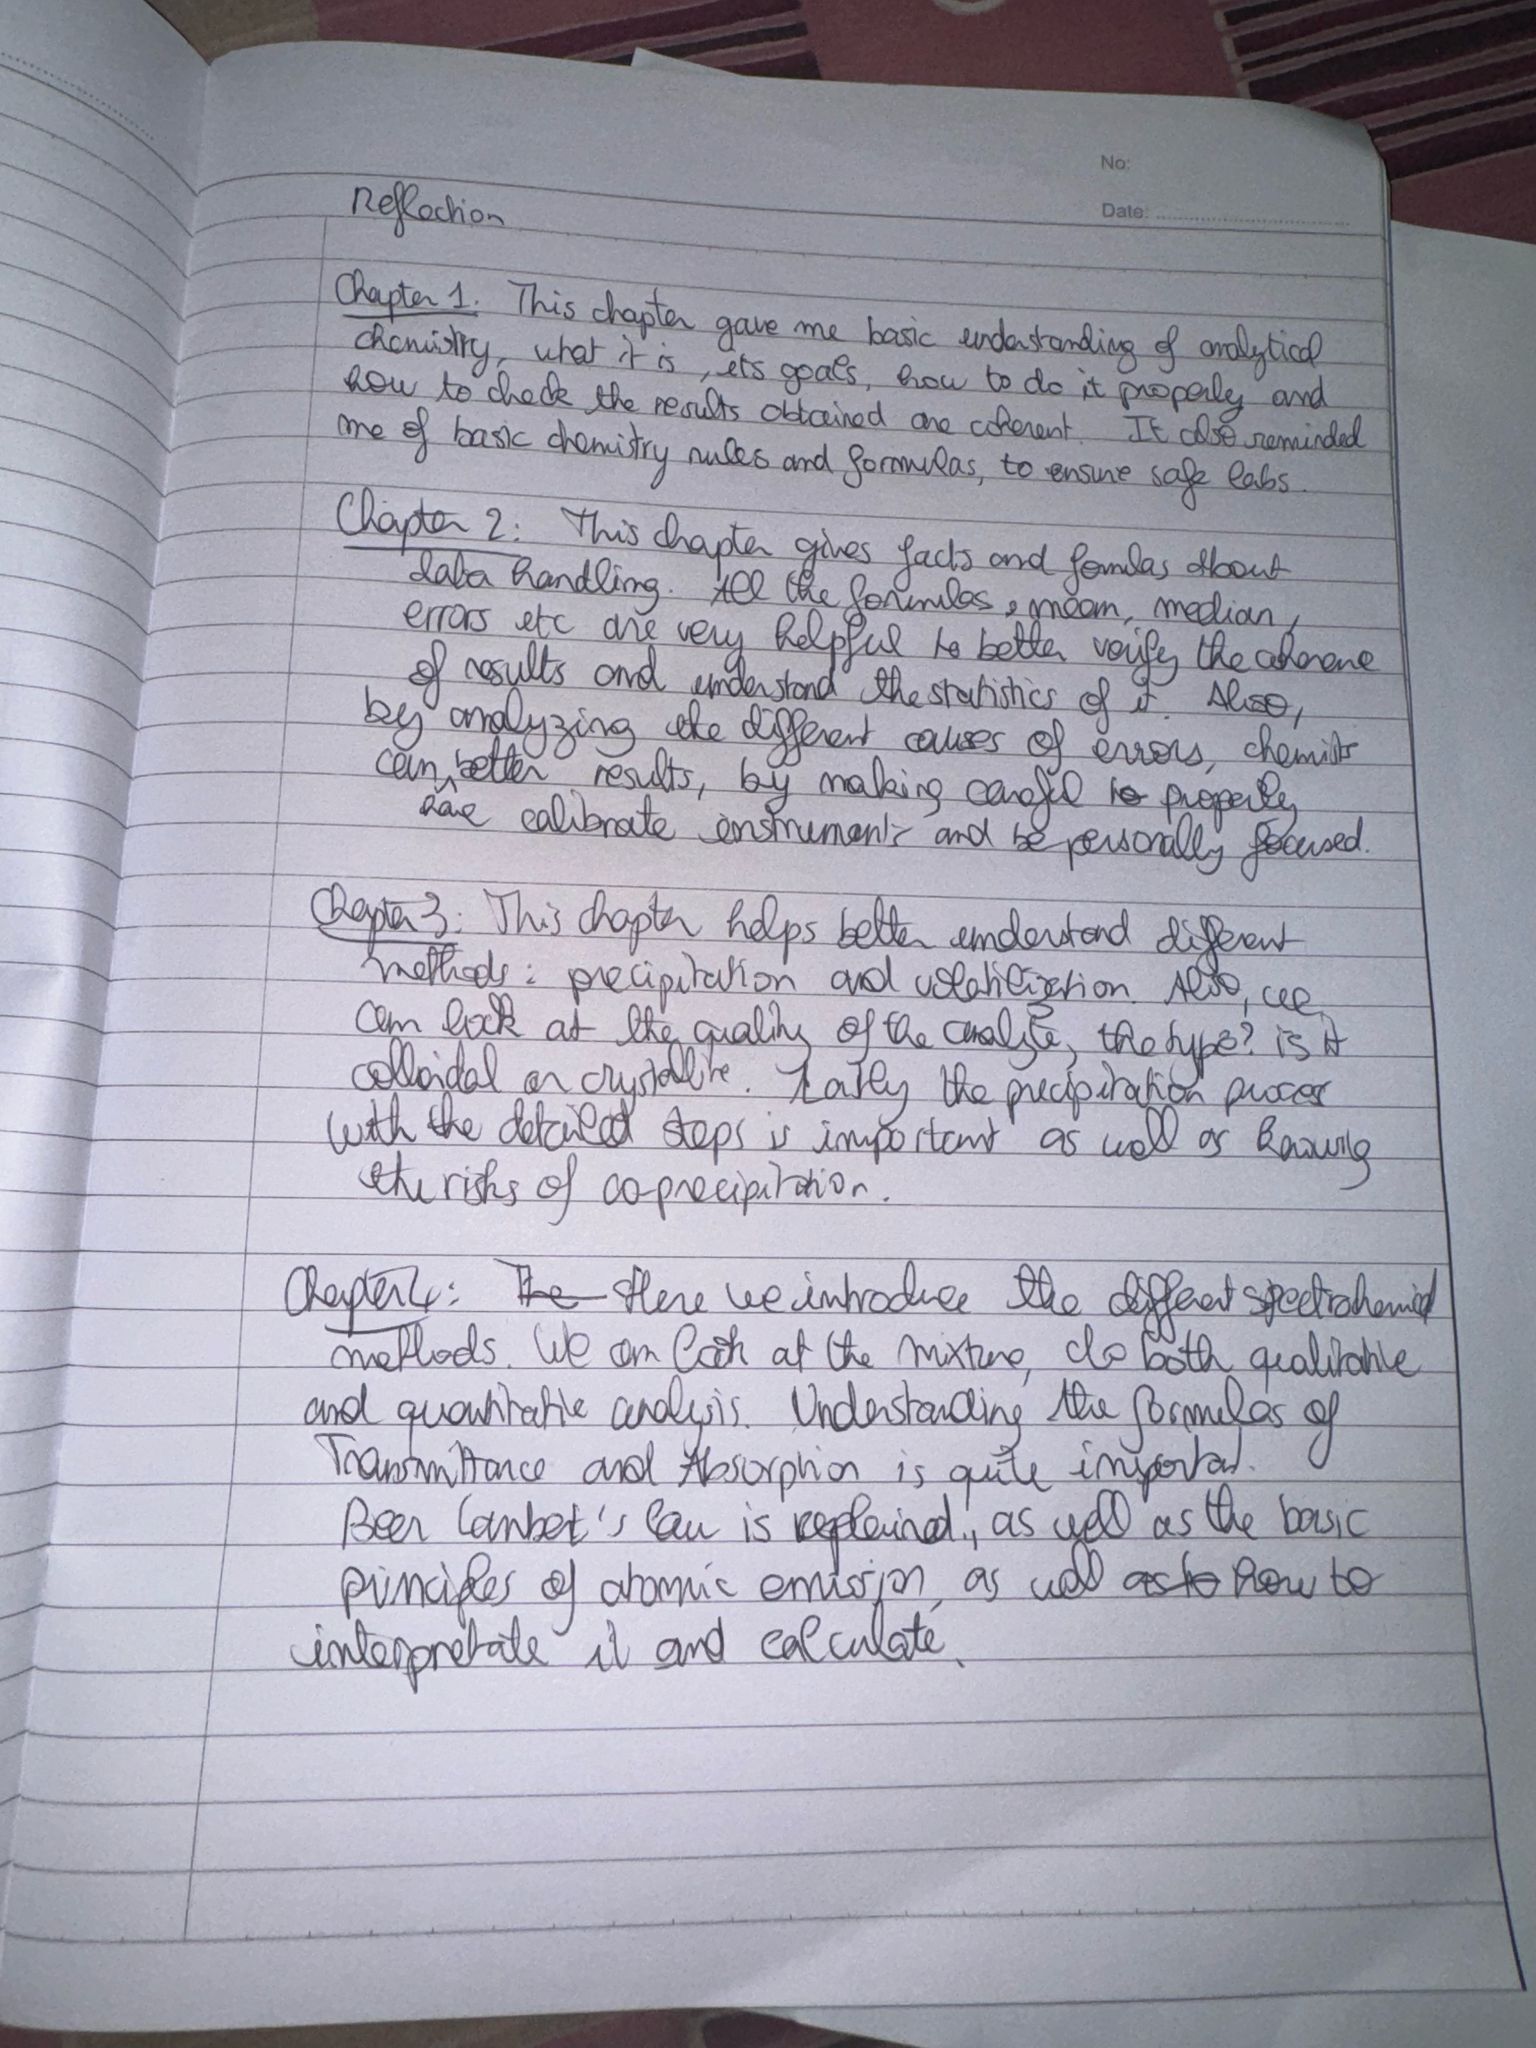 No:
Date:
Reflection
Chapter 1. This chapter gave me basic understanding of analytical
chemistry, what it is, its goals, how to do it properly and
how to check the results obtained are coherent. It also reminded
me of basic chemistry rules and formulas, to ensure safe labs.
Chapter 2: This chapter gives facts and fomulas about
data handling. All the formulas, mean, median,
errors etc are very helpful to better verify the coherene
of results and understand the statistics of it. Also,
by analyzing the different causes of errors, chemists
can better results, by making careful to properly
have calibrate instruments and be personally focused.
Chapter 3: This chapter helps better understand different
methods: precipitation and volatilization. Also, we
can look at the quality of the analyte, the type? is it
colloidal or crystallite. Lastly the precipitation process
with the detailed steps is important as well as knowing
the risks of coprecipitation.
Chapter 4: The Here we introduce the different spectrochemical
methods. We can look at the mixture, do both qualitative
and quantitative analysis. Understanding the formulas of
Transmittance and Absorption is quite important.
Beer Lambert's law is explained, as well as the basic
principles of atomic emission, as well as to how to
interpretate it and calculate.